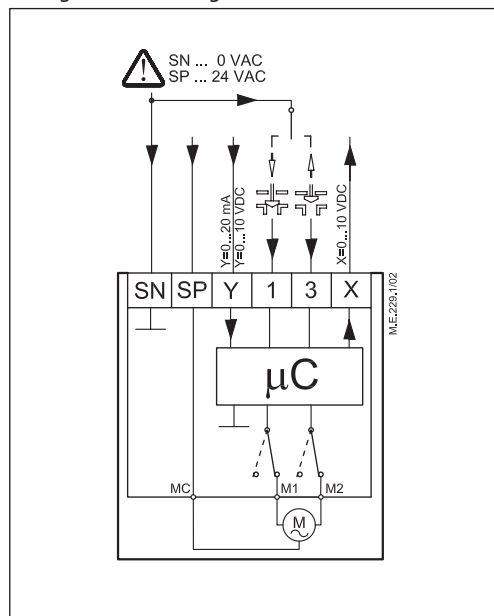 SN ... 0 VAC
SP ... 24 VAC
Y=0...20 mA
Y=0...10 VDC
X=0...10 VDC
SN SP Y 1 3 X
M.E.229.1/02
µC
MC M1 M2
M